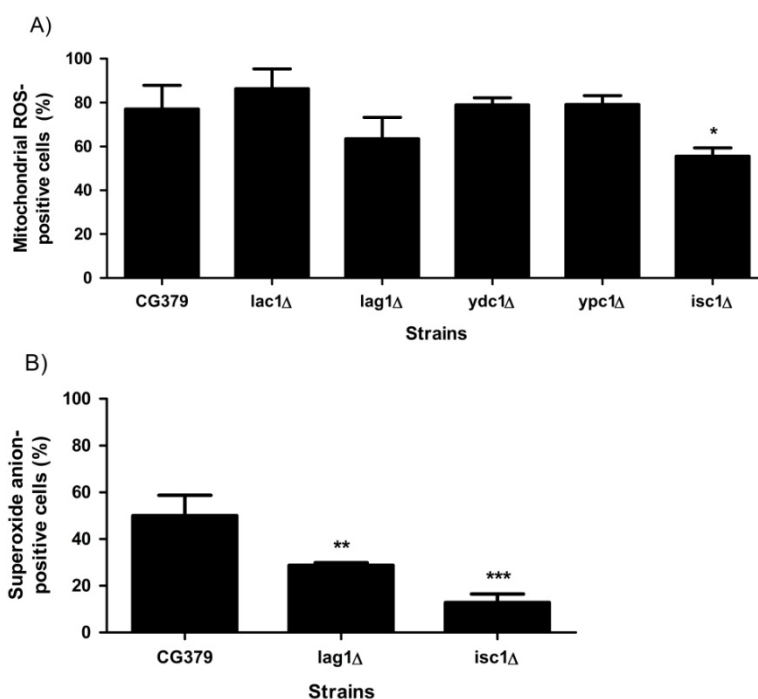 A)
Mitochondrial ROS-
positive cells (%)
100
80
60
40
20
0
*
CG379 lac1Δ lag1Δ ydc1Δ ypc1Δ isc1Δ
Strains
B)
Superoxide anion-
positive cells (%)
100
80
60
40
20
0
**
***
CG379 lag1Δ isc1Δ
Strains